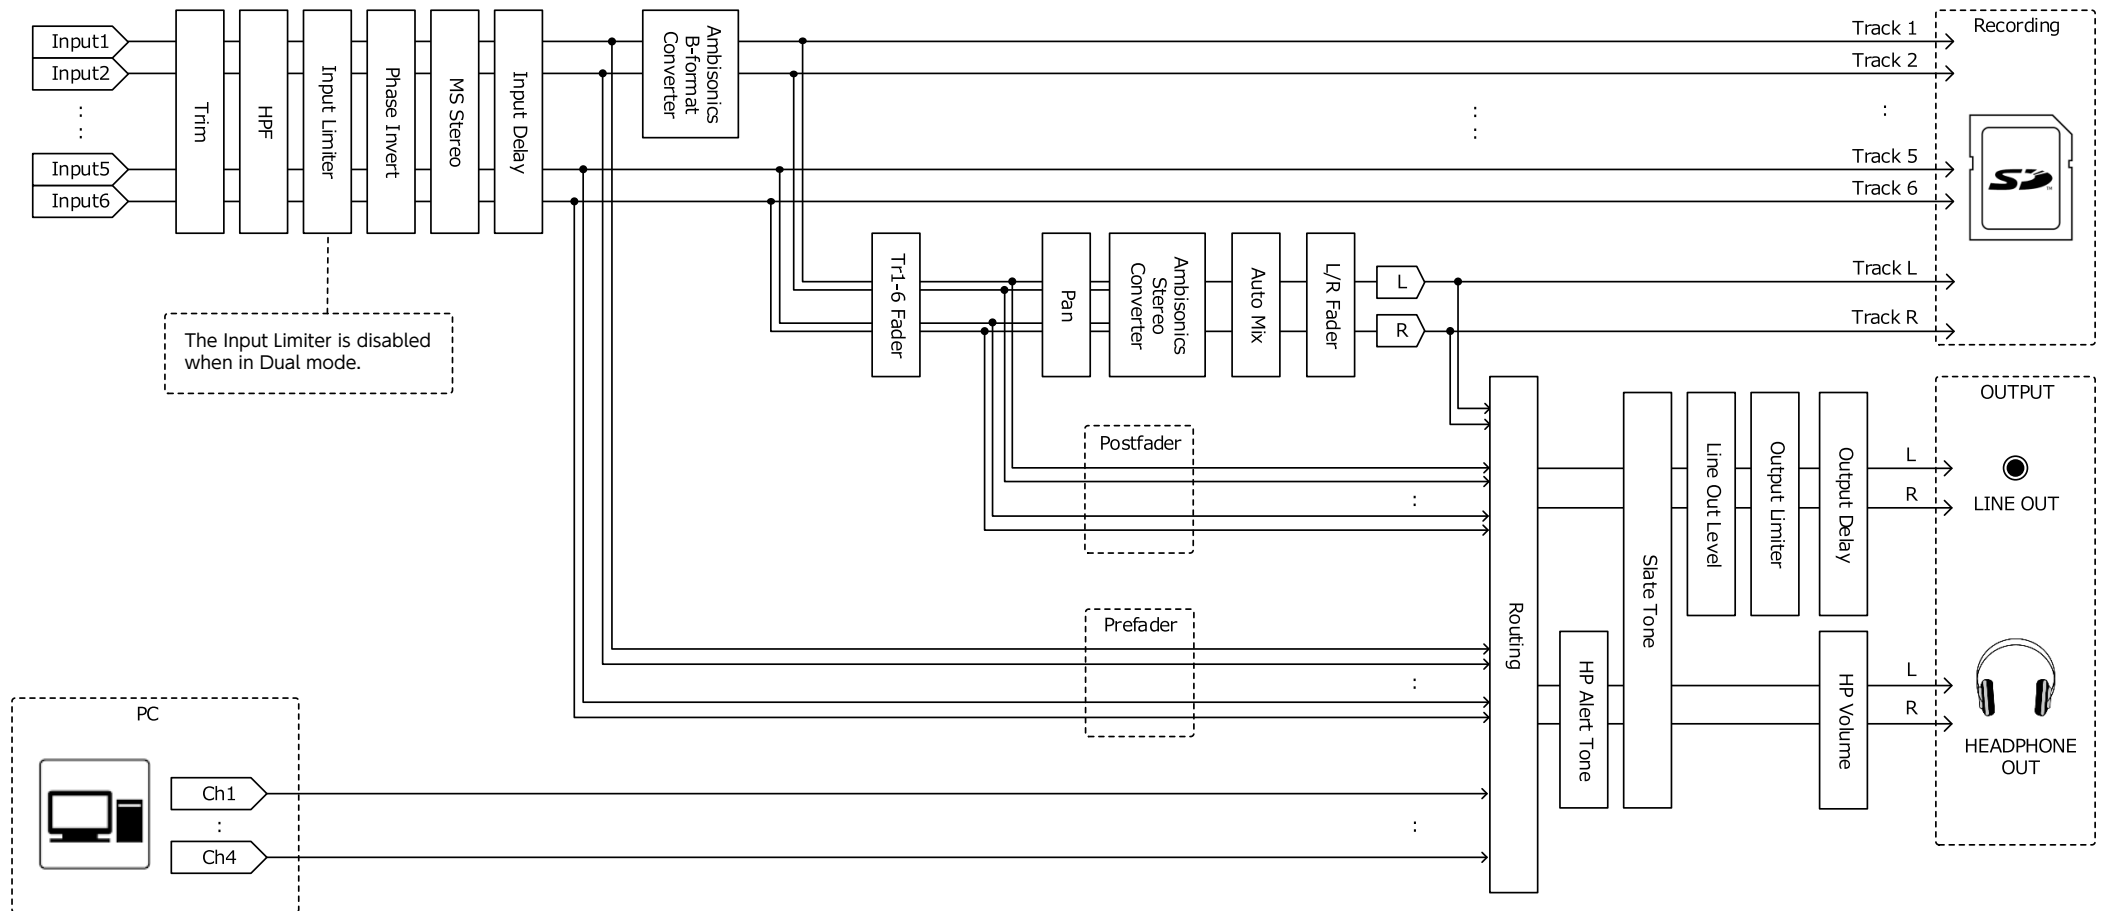 Input1
Input2
Input5
Input6
Trim
HPF
Input Limiter
Phase Invert
MS Stereo
Input Delay
Ambisonics
B-format
Converter
Track 1
Track 2
Track 5
Track 6
Track L
Track R
Recording
SD
The Input Limiter is disabled
when in Dual mode.
Tr1-6 Fader
Pan
Ambisonics
Stereo
Converter
Auto Mix
L/R Fader
L
R
Postfader
Prefader
Routing
HP Alert Tone
Slate Tone
Line Out Level
Output Limiter
Output Delay
HP Volume
L
R
L
R
OUTPUT
LINE OUT
HEADPHONE
OUT
PC
Ch1
Ch4